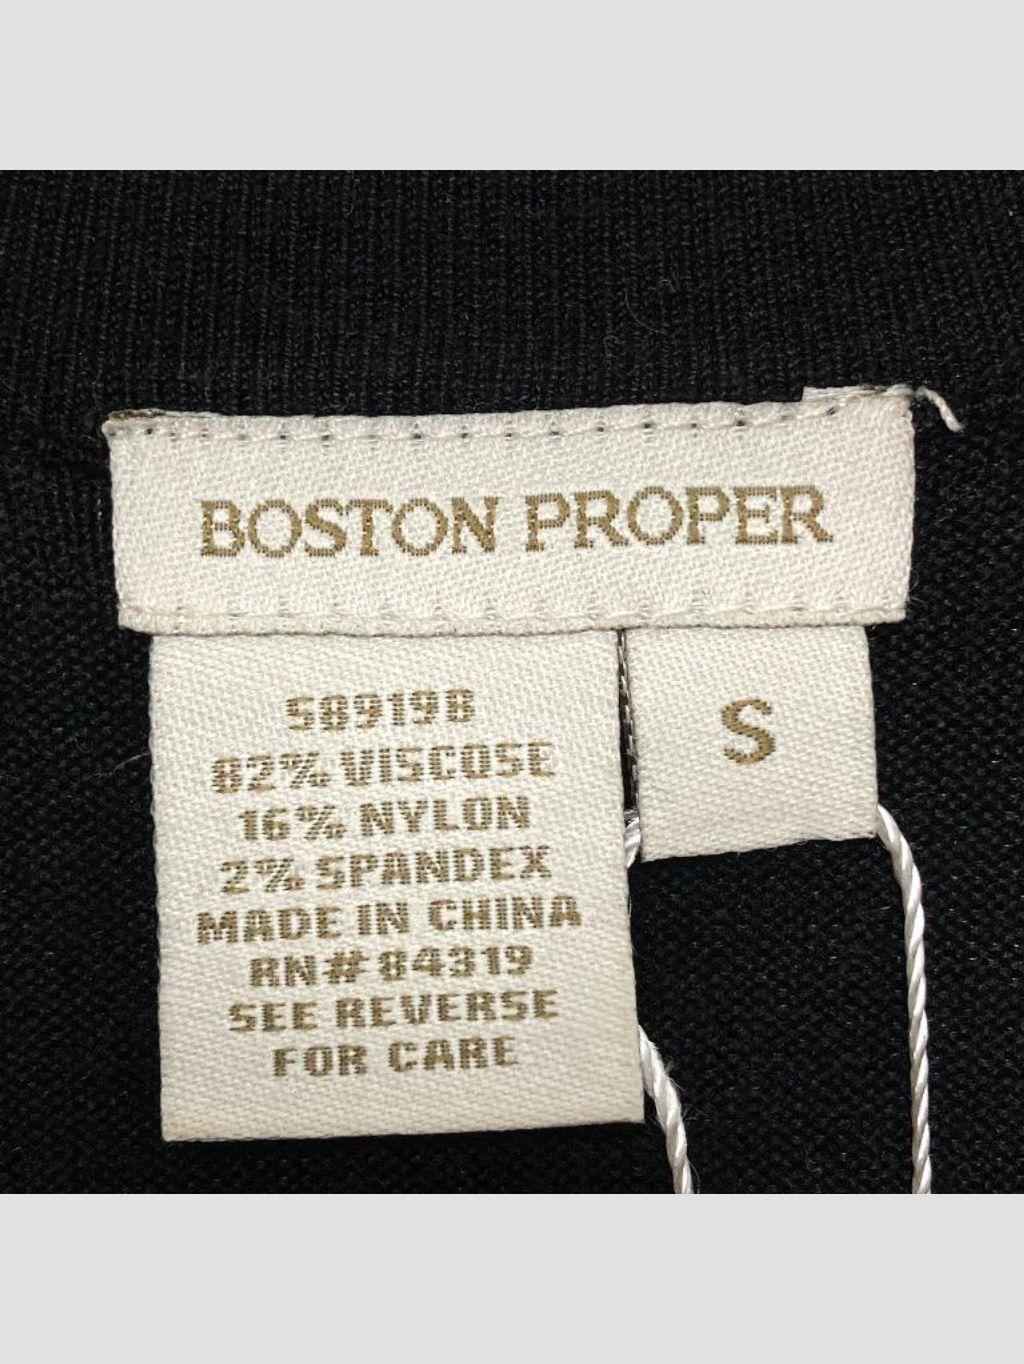 BOSTON PROPER
S
S89198
82% VISCOSE
16% NYLON
2% SPANDEX
MADE IN CHINA
RN# 84319
SEE REVERSE
FOR CARE